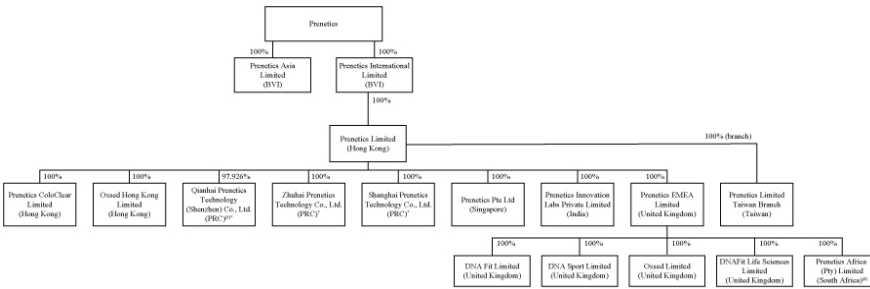 Prenetics
100%
100%
Prenetics Asia
Limited
(BVI)
Prenetics International
Limited
(BVI)
100%
Prenetics Limited
(Hong Kong)
100% (branch)
100%
100%
97.926%
100%
100%
100%
100%
100%
Prenetics ColoClear
Limited
(Hong Kong)
Oxsed Hong Kong
Limited
(Hong Kong)
Qianhai Prenetics
Technology
(Shenzhen) Co., Ltd.
(PRC)(1)*
Zhuhai Prenetics
Technology Co., Ltd.
(PRC)*
Shanghai Prenetics
Technology Co., Ltd.
(PRC)*
Prenetics Pte Ltd
(Singapore)
Prenetics Innovation
Labs Private Limited
(India)
Prenetics EMEA
Limited
(United Kingdom)
Prenetics Limited
Taiwan Branch
(Taiwan)
100%
100%
100%
100%
100%
DNA Fit Limited
(United Kingdom)
DNA Sport Limited
(United Kingdom)
Oxsed Limited
(United Kingdom)
DNAFit Life Sciences
Limited
(United Kingdom)
Prenetics Africa
(Pty) Limited
(South Africa)(2)